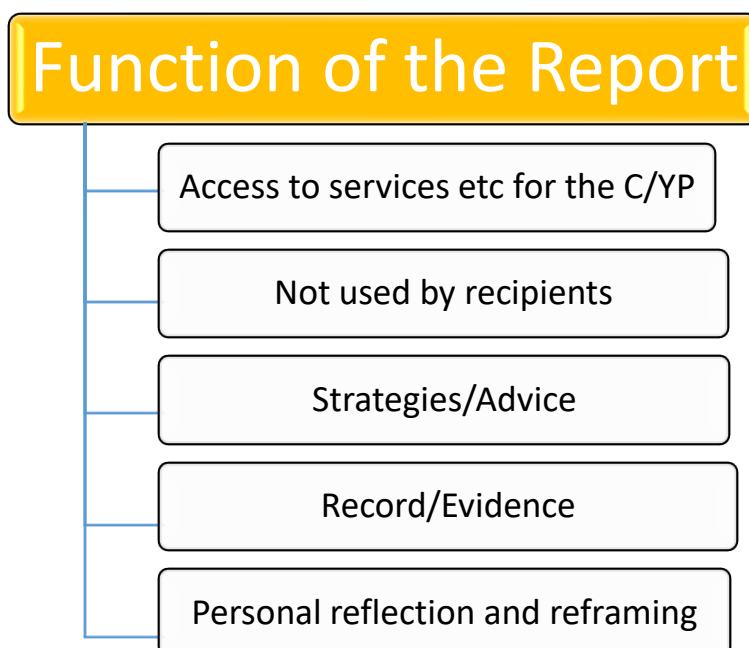 Function of the Report
Access to services etc for the C/YP
Not used by recipients
Strategies/Advice
Record/Evidence
Personal reflection and reframing